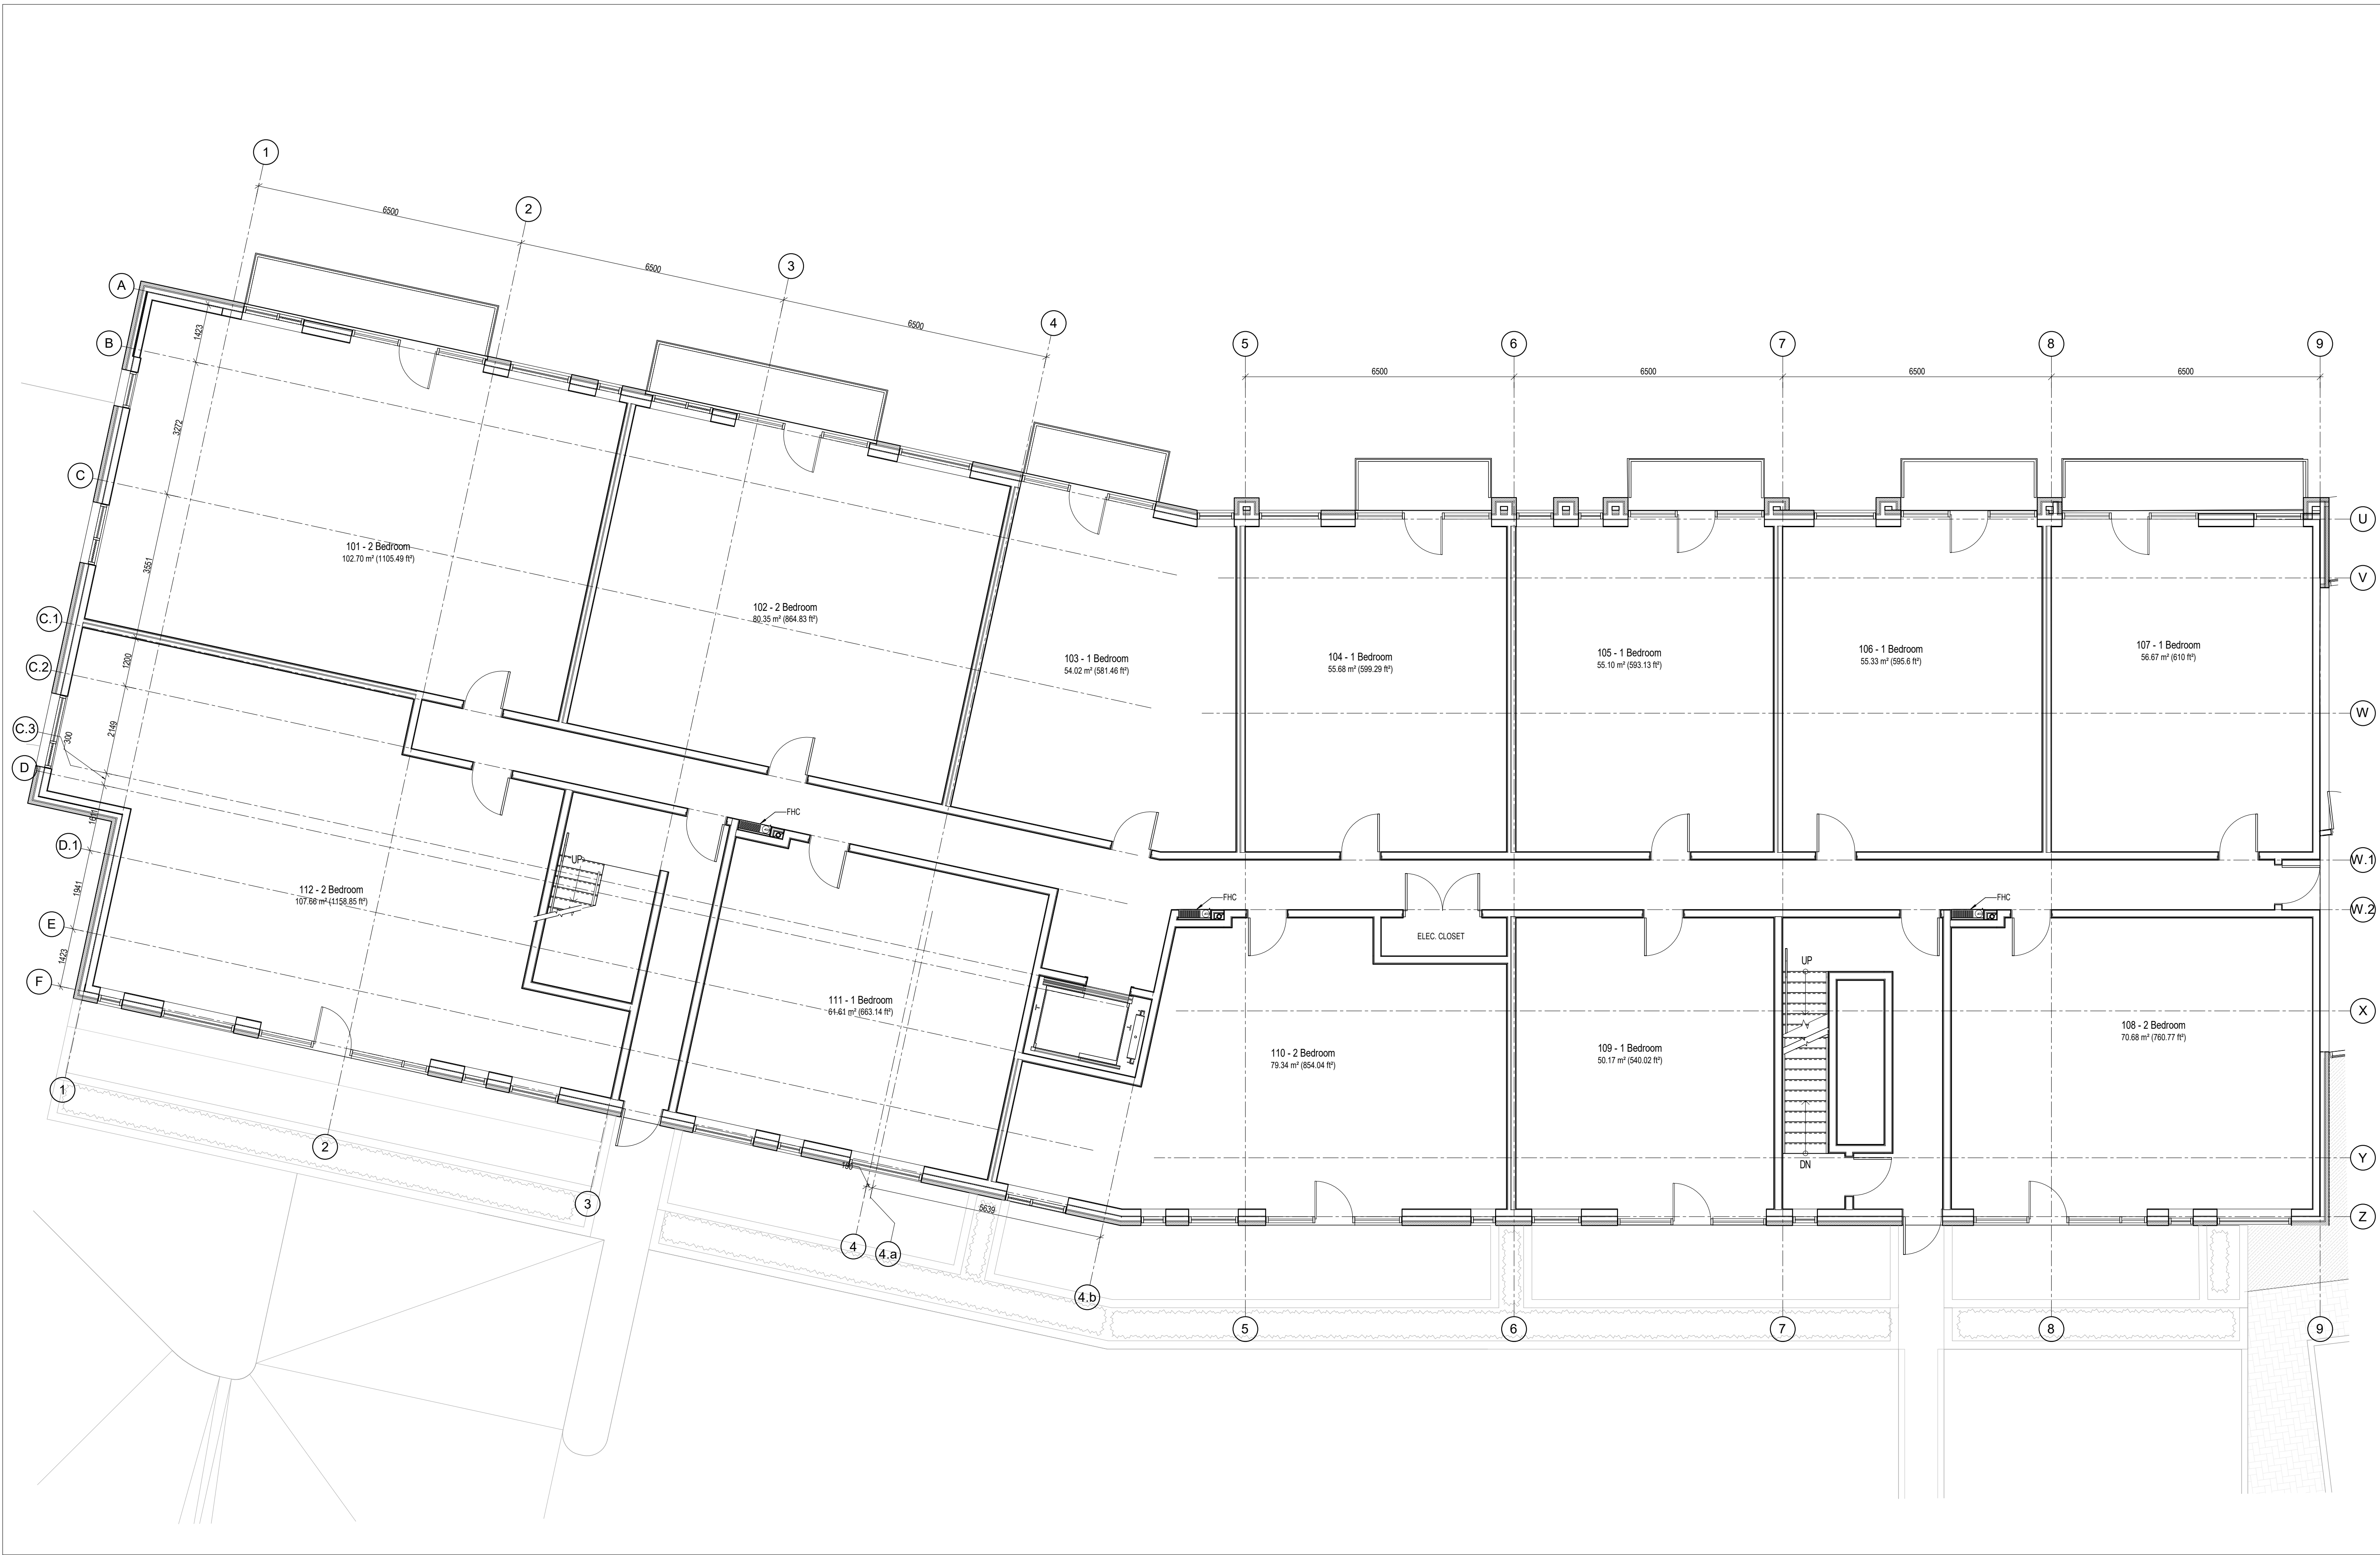 1
2
3
4
5
6
7
8
9
6500
6500
6500
6500
6500
6500
6500
A
B
C
C.1
C.2
C.3
D
D.1
E
F
1423
3272
3551
1200
2149
300
1611
1941
1423
U
V
W
W.1
W.2
X
Y
Z
101 - 2 Bedroom
102.70 m² (1105.49 ft²)
102 - 2 Bedroom
80.35 m² (864.83 ft²)
103 - 1 Bedroom
54.02 m² (581.46 ft²)
104 - 1 Bedroom
55.68 m² (599.29 ft²)
105 - 1 Bedroom
55.10 m² (593.13 ft²)
106 - 1 Bedroom
55.33 m² (595.6 ft²)
107 - 1 Bedroom
56.67 m² (610 ft²)
FHC
FHC
FHC
ELEC. CLOSET
UP
UP
DN
112 - 2 Bedroom
107.66 m² (1158.85 ft²)
111 - 1 Bedroom
61.61 m² (663.14 ft²)
110 - 2 Bedroom
79.34 m² (854.04 ft²)
109 - 1 Bedroom
50.17 m² (540.02 ft²)
108 - 2 Bedroom
70.68 m² (760.77 ft²)
5639
1
2
3
4
4.a
4.b
5
6
7
8
9